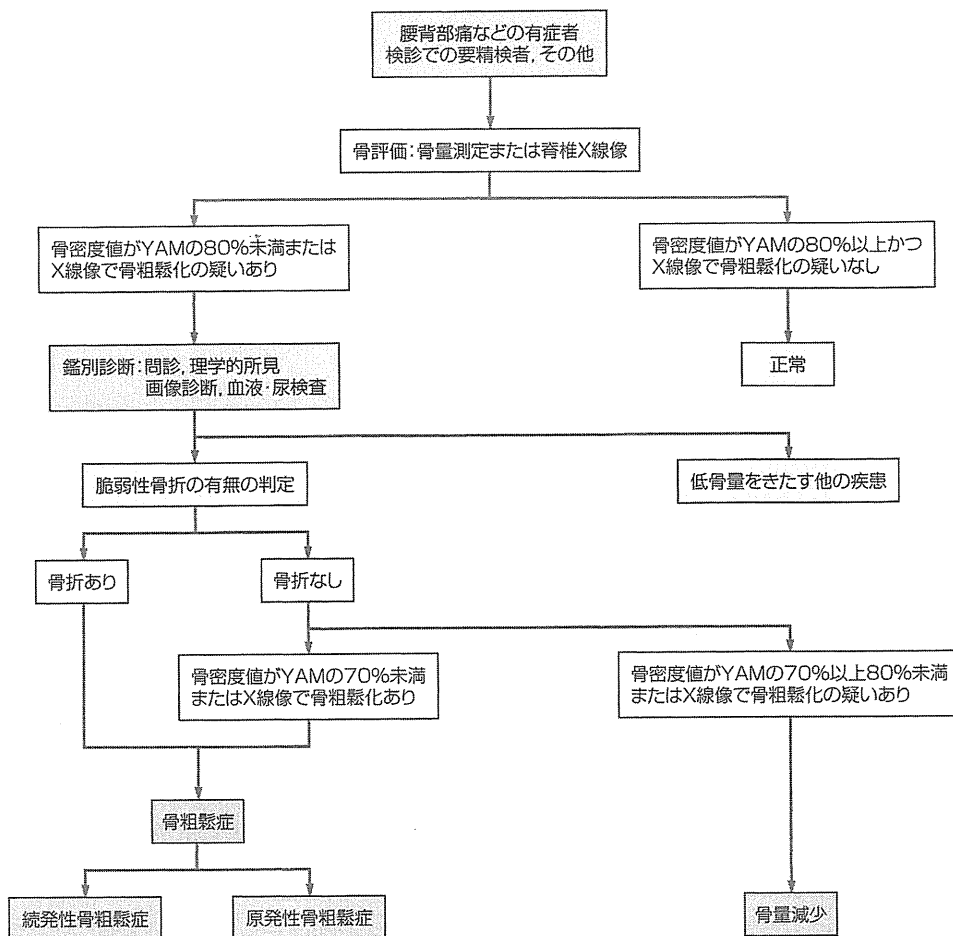 腰背部痛などの有症者
検診での要精検者，その他
骨評価：骨量測定または脊椎X線像
骨密度値がYAMの80％未満または
X線像で骨粗鬆化の疑いあり
骨密度値がYAMの80％以上かつ
X線像で骨粗鬆化の疑いなし
鑑別診断：問診，理学的所見
画像診断，血液・尿検査
正常
脆弱性骨折の有無の判定
低骨量をきたす他の疾患
骨折あり
骨折なし
骨密度値がYAMの70％未満
またはX線像で骨粗鬆化あり
骨密度値がYAMの70％以上80％未満
またはX線像で骨粗鬆化の疑いあり
骨粗鬆症
続発性骨粗鬆症
原発性骨粗鬆症
骨量減少